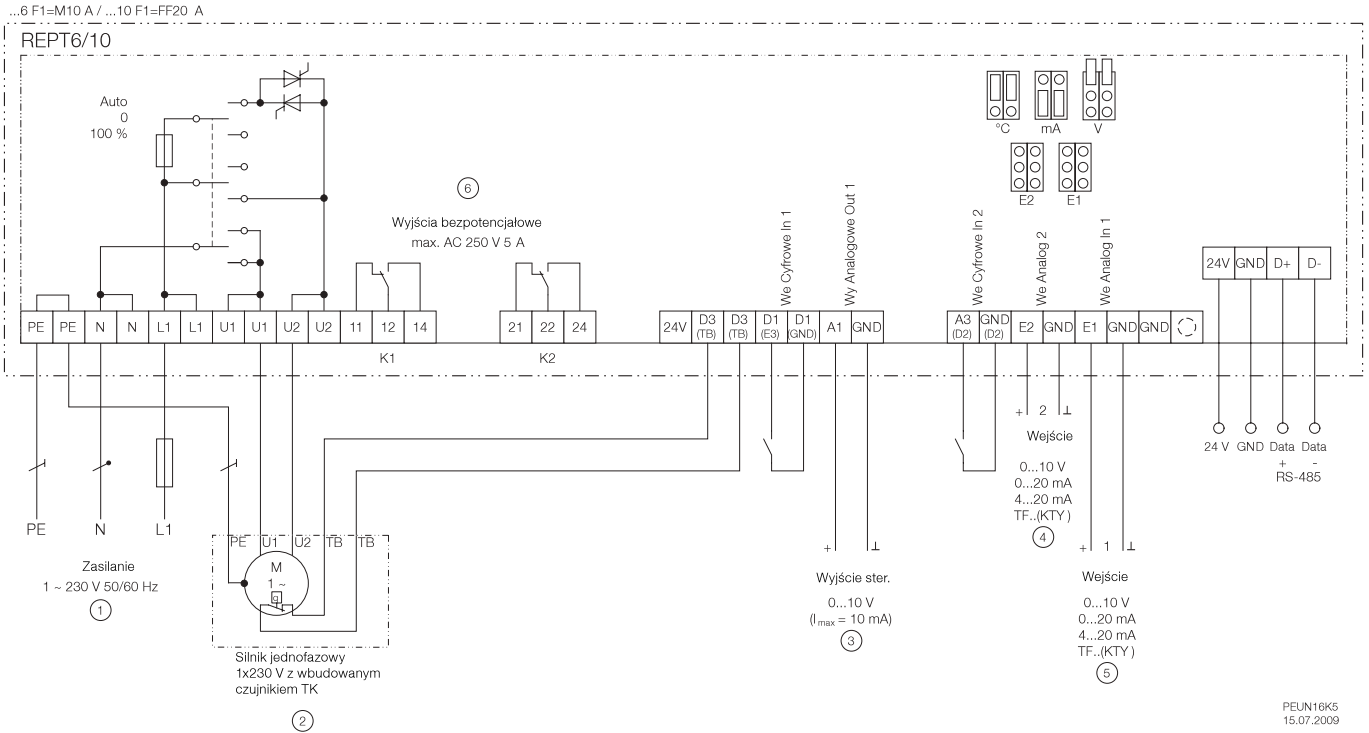 ...6 F1=M10 A / ...10 F1=FF20 A
REPT6/10
Auto
0
100 %
°C mA V
E2 E1
6
Wyjścia bezpotencjałowe
max. AC 250 V 5 A
We Cyfrowe In 1
Wy Analogowe Out 1
We Cyfrowe In 2
We Analog 2
We Analog In 1
24V GND D+ D-
PE PE N N L1 L1 U1 U1 U2 U2 11 12 14
21 22 24
24V D3 (TB) D3 (TB) D1 (E3) D1 (GND) A1 GND
A3 (D2) GND (D2) E2 GND E1 GND GND
K1 K2
+ 2 ⊥
Wejście
0...10 V
0...20 mA
4...20 mA
TF..(KTY )
4
24 V GND Data + Data -
RS-485
PE N L1
Zasilanie
1 ~ 230 V 50/60 Hz
1
PE U1 U2 TB TB
M
1 ~
g
Silnik jednofazowy
1x230 V z wbudowanym
czujnikiem TK
2
+ ⊥
Wyjście ster.
0...10 V
(I max = 10 mA)
3
+ 1 ⊥
Wejście
0...10 V
0...20 mA
4...20 mA
TF..(KTY )
5
PEUN16K5
15.07.2009